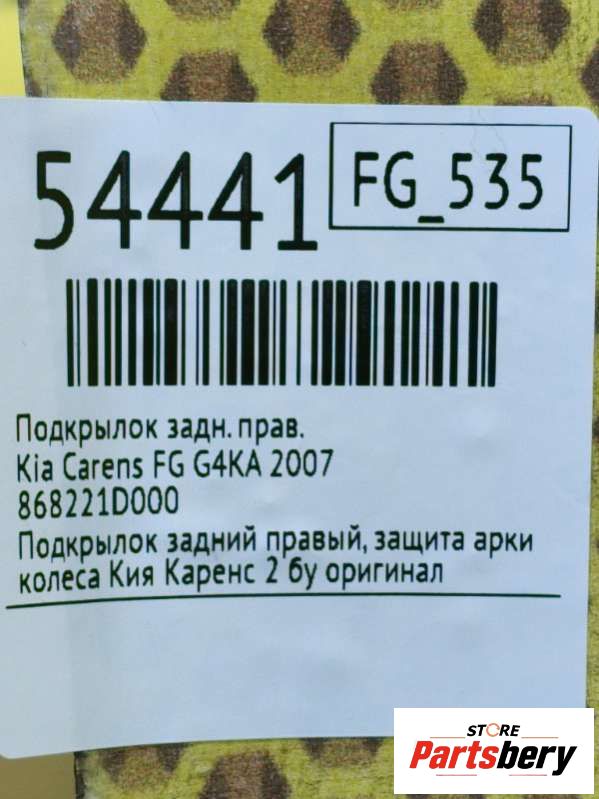 54441
FG_535
Подкрылок задн. прав.
Kia Carens FG G4KA 2007
868221D000
Подкрылок задний правый, защита арки
колеса Кия Каренс 2 бу оригинал
STORE
Partsbery